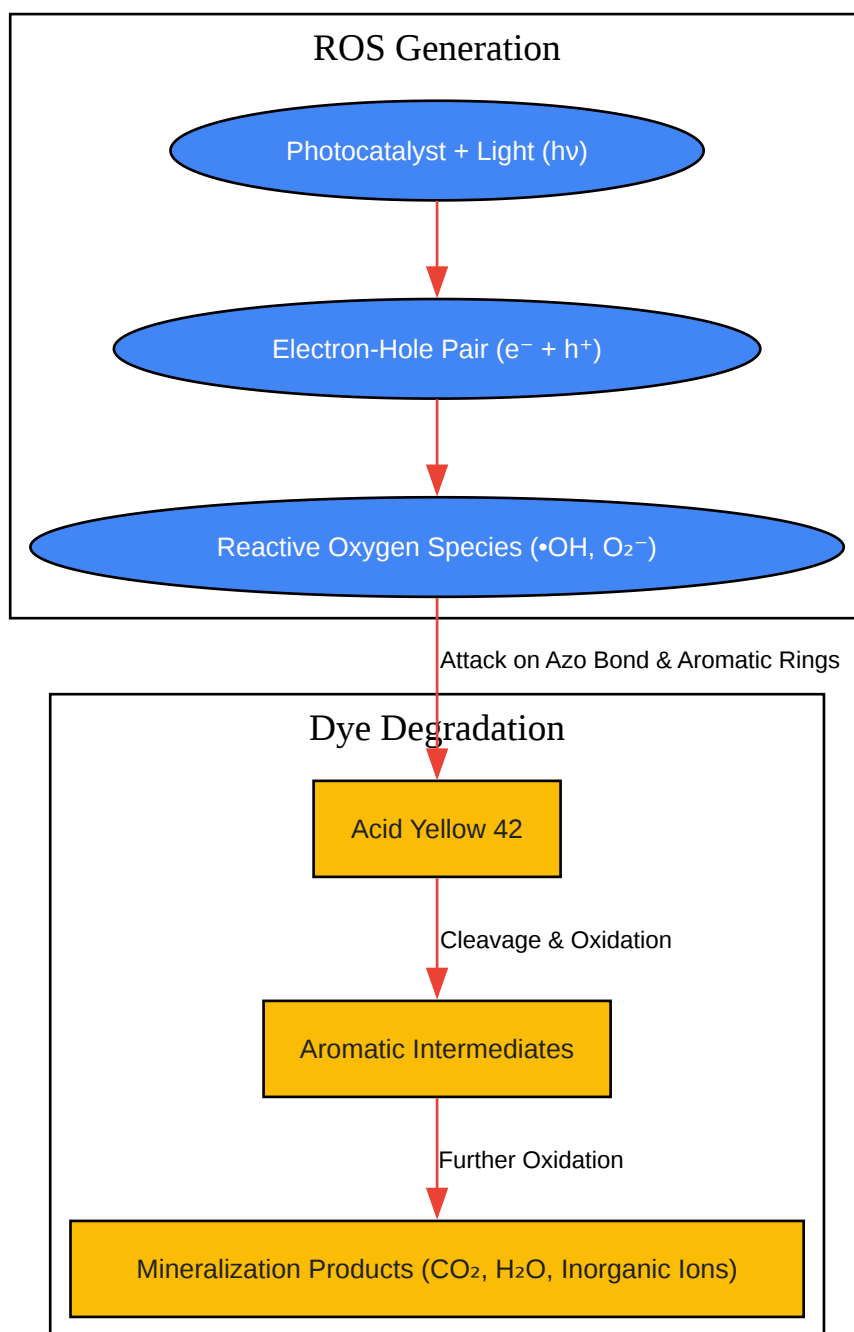 ROS Generation
Photocatalyst + Light (hν)
Electron-Hole Pair (e⁻ + h⁺)
Reactive Oxygen Species (•OH, O₂⁻)
Attack on Azo Bond & Aromatic Rings
Dye Degradation
Acid Yellow 42
Cleavage & Oxidation
Aromatic Intermediates
Further Oxidation
Mineralization Products (CO₂, H₂O, Inorganic Ions)